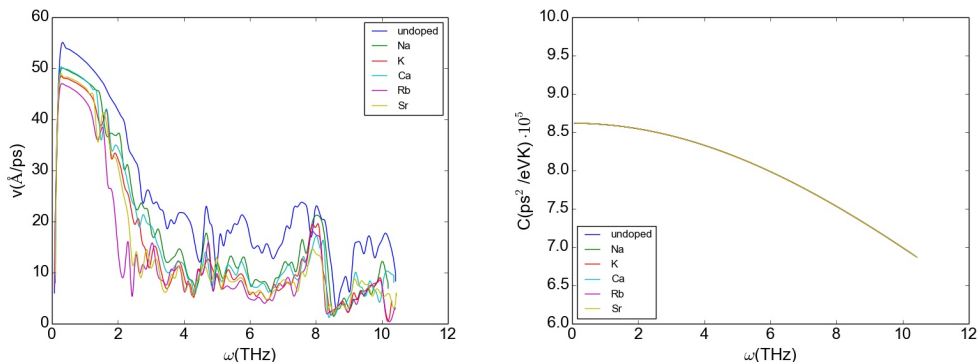 60
50
40
30
20
10
0
v(Å/ps)
undoped
Na
K
Ca
Rb
Sr
0 2 4 6 8 10 12
ω(THz)
10.0
9.5
9.0
8.5
8.0
7.5
7.0
6.5
6.0
C(ps² /eVK) ·10⁵
undoped
Na
K
Ca
Rb
Sr
0 2 4 6 8 10 12
ω(THz)